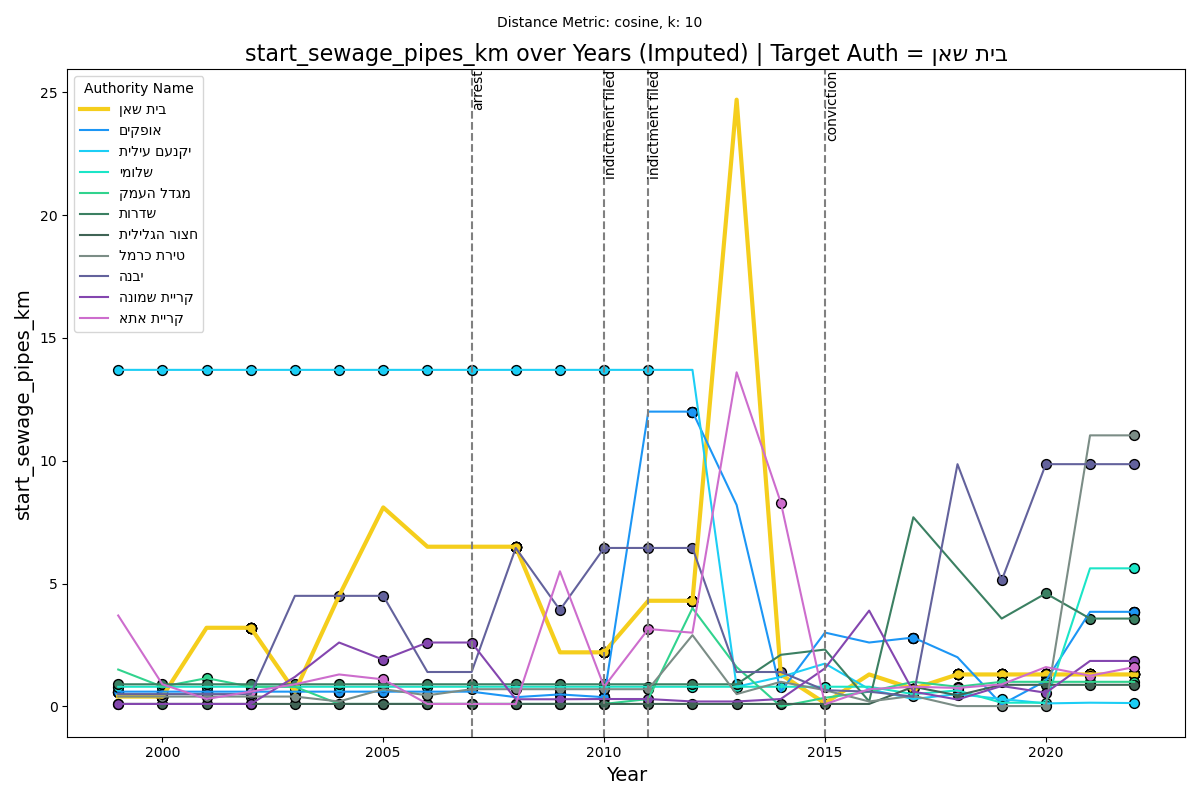 Distance Metric: cosine, k: 10
start_sewage_pipes_km over Years (Imputed) | Target Auth = בית שאן
Authority Name
בית שאן
אופקים
יקנעם עילית
שלומי
מגדל העמק
שדרות
חצור הגלילית
טירת כרמל
יבנה
קריית שמונה
קריית אתא
arrest
indictment filed
indictment filed
conviction
start_sewage_pipes_km
25
20
15
10
5
0
2000
2005
2010
2015
2020
Year